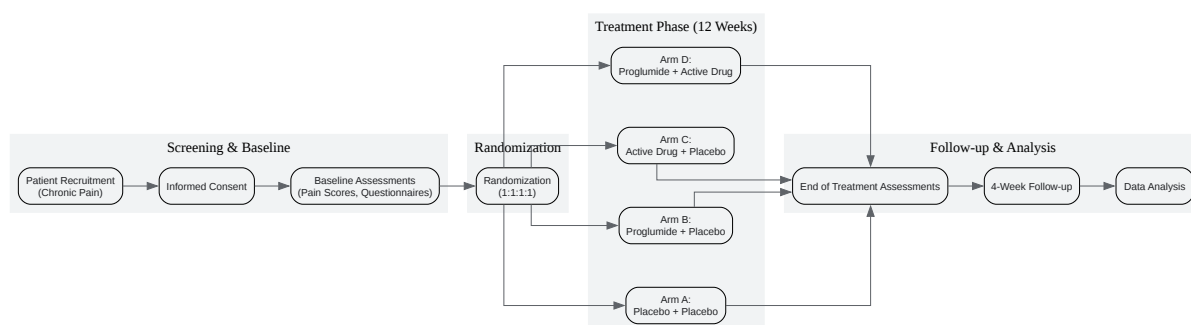 Screening & Baseline
Patient Recruitment
(Chronic Pain)
Informed Consent
Baseline Assessments
(Pain Scores, Questionnaires)
Randomization
Randomization
(1:1:1:1)
Treatment Phase (12 Weeks)
Arm D:
Proglumide + Active Drug
Arm C:
Active Drug + Placebo
Arm B:
Proglumide + Placebo
Arm A:
Placebo + Placebo
Follow-up & Analysis
End of Treatment Assessments
4-Week Follow-up
Data Analysis